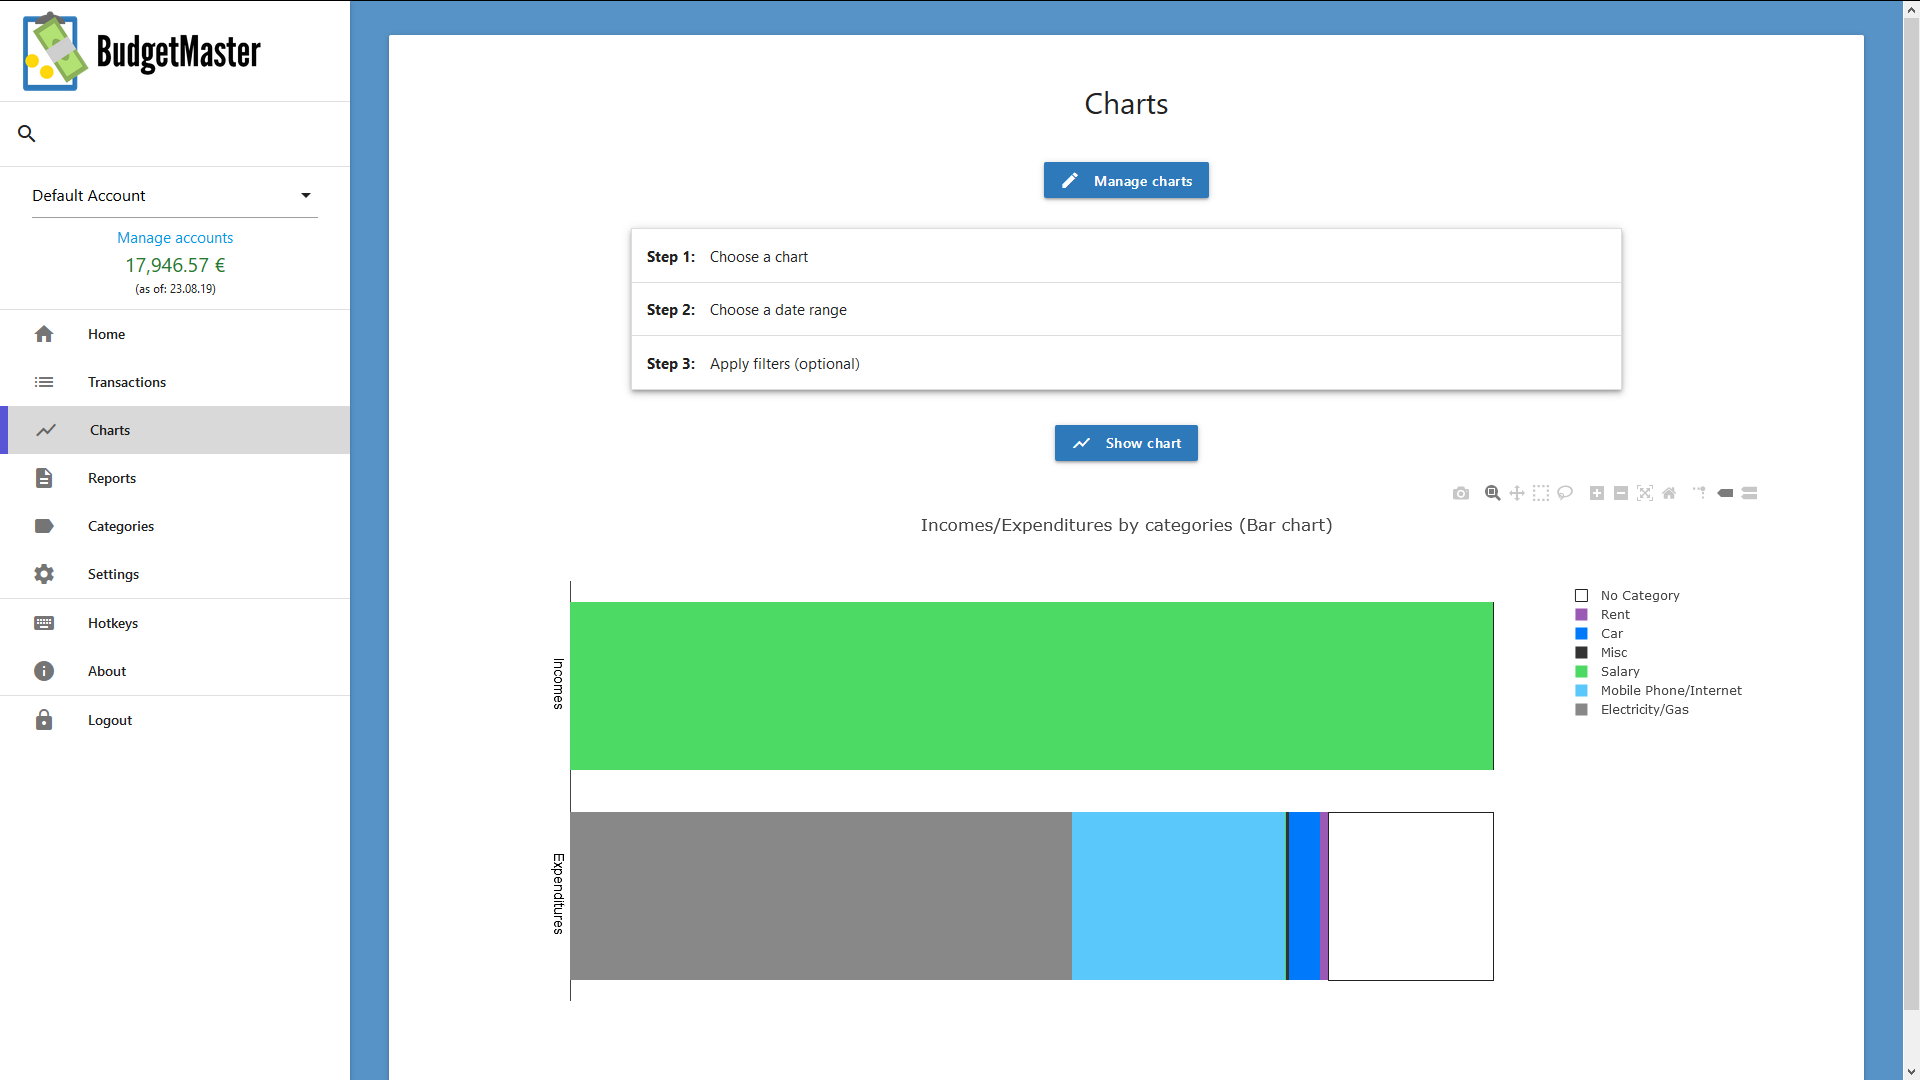 BudgetMaster
Default Account
Manage accounts
17,946.57 €
(as of: 23.08.19)
Home
Transactions
Charts
Reports
Categories
Settings
Hotkeys
About
Logout
Charts
Manage charts
Step 1: Choose a chart
Step 2: Choose a date range
Step 3: Apply filters (optional)
Show chart
Incomes/Expenditures by categories (Bar chart)
Incomes
Expenditures
No Category
Rent
Car
Misc
Salary
Mobile Phone/Internet
Electricity/Gas